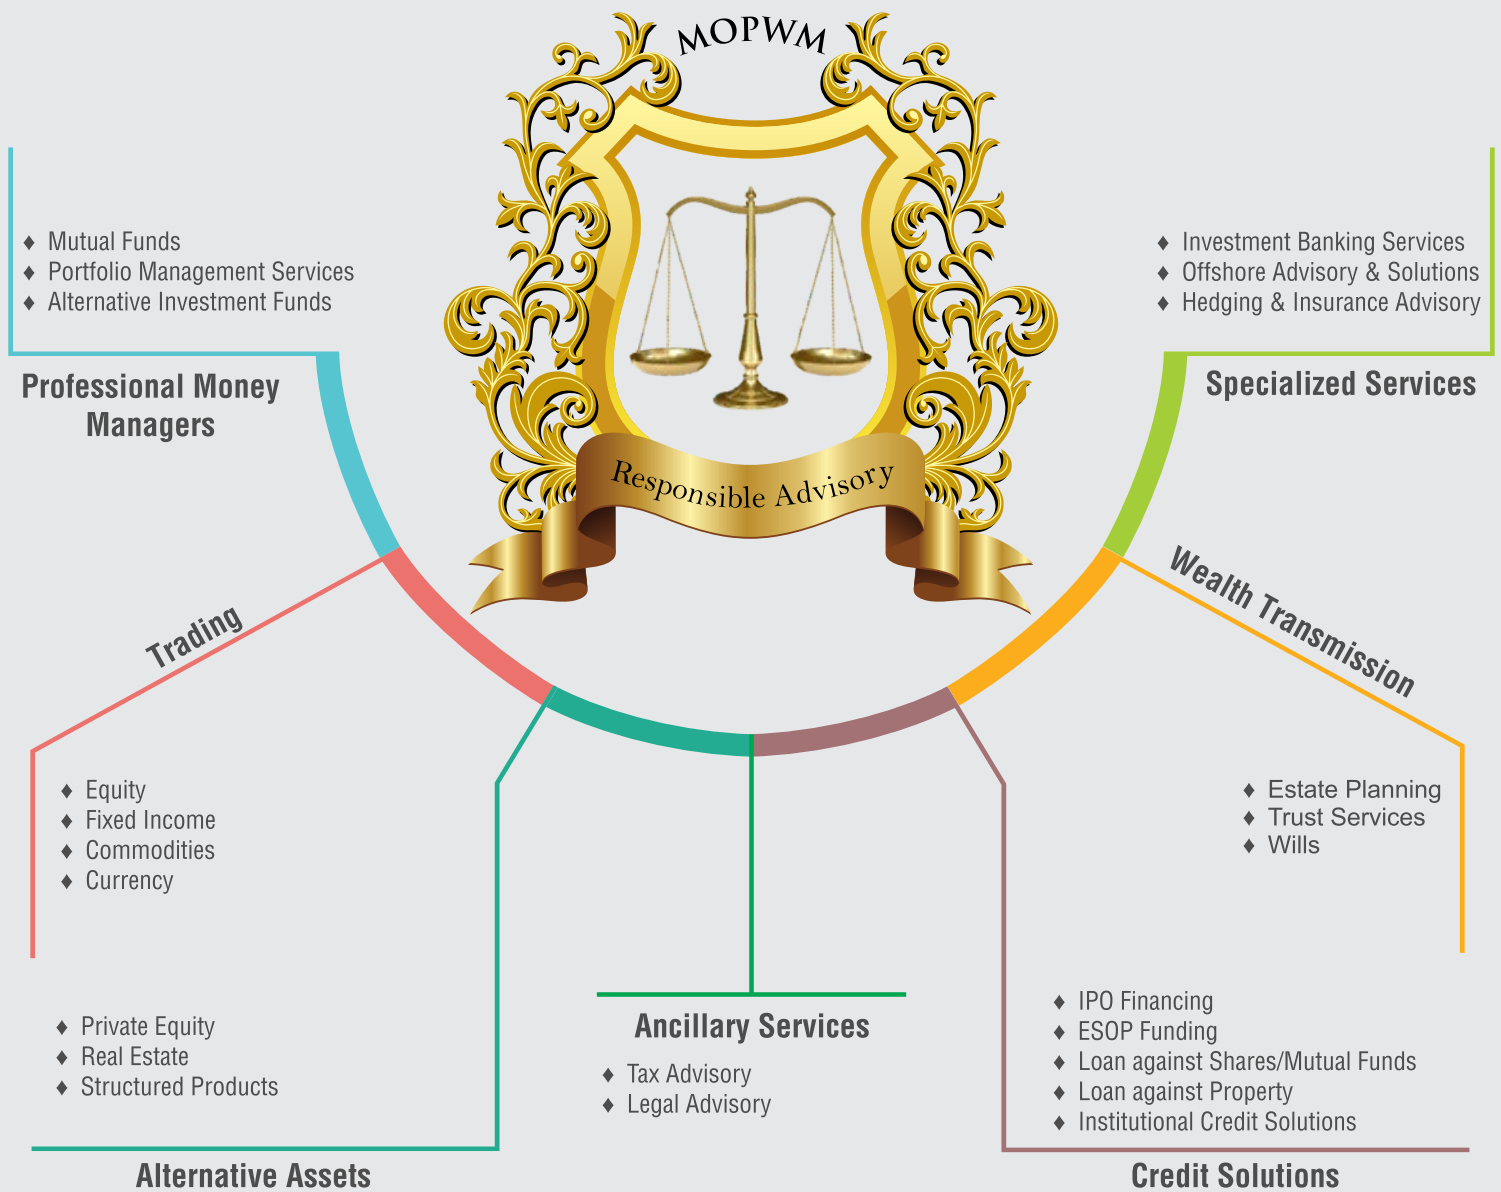 MOPWM
Responsible Advisory
♦ Mutual Funds
♦ Portfolio Management Services
♦ Alternative Investment Funds
Professional Money
Managers
♦ Investment Banking Services
♦ Offshore Advisory & Solutions
♦ Hedging & Insurance Advisory
Specialized Services
Trading
♦ Equity
♦ Fixed Income
♦ Commodities
♦ Currency
Wealth Transmission
♦ Estate Planning
♦ Trust Services
♦ Wills
♦ Private Equity
♦ Real Estate
♦ Structured Products
Alternative Assets
Ancillary Services
♦ Tax Advisory
♦ Legal Advisory
♦ IPO Financing
♦ ESOP Funding
♦ Loan against Shares/Mutual Funds
♦ Loan against Property
♦ Institutional Credit Solutions
Credit Solutions